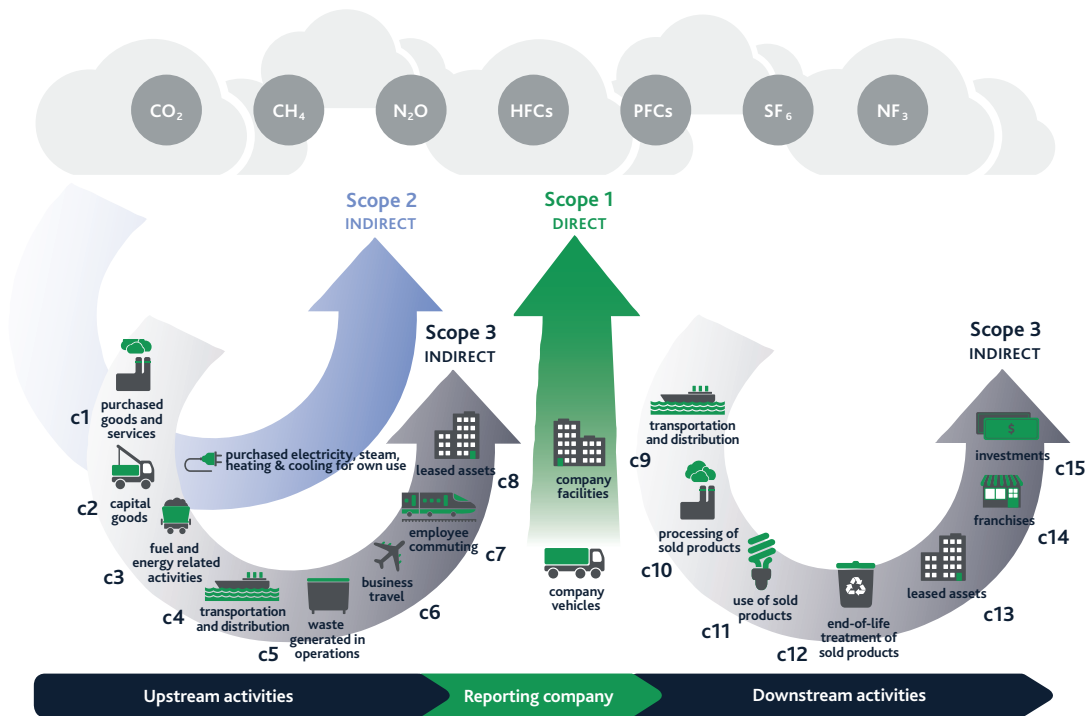 CO₂
CH₄
N₂O
HFCs
PFCs
SF₆
NF₃
Scope 2
INDIRECT
Scope 1
DIRECT
Scope 3
INDIRECT
Scope 3
INDIRECT
c1
purchased
goods and
services
c2
capital
goods
c3
fuel and
energy related
activities
c4
transportation
and distribution
c5
waste
generated in
operations
c6
business
travel
c7
employee
commuting
c8
leased assets
purchased electricity, steam,
heating & cooling for own use
company
facilities
company
vehicles
c9
transportation
and distribution
c10
processing of
sold products
c11
use of sold
products
c12
end-of-life
treatment of
sold products
c13
leased assets
c14
franchises
c15
investments
$
Upstream activities
Reporting company
Downstream activities